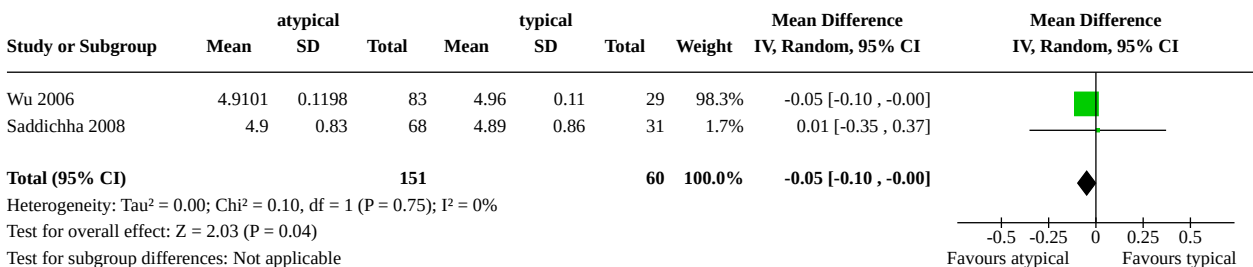 atypical typical Mean Difference Mean Difference
Study or Subgroup Mean SD Total Mean SD Total Weight IV, Random, 95% CI IV, Random, 95% CI
Wu 2006 4.9101 0.1198 83 4.96 0.11 29 98.3% -0.05 [-0.10 , -0.00]
Saddichha 2008 4.9 0.83 68 4.89 0.86 31 1.7% 0.01 [-0.35 , 0.37]
Total (95% CI) 151 60 100.0% -0.05 [-0.10 , -0.00]
Heterogeneity: Tau² = 0.00; Chi² = 0.10, df = 1 (P = 0.75); I² = 0%
Test for overall effect: Z = 2.03 (P = 0.04) -0.5 -0.25 0 0.25 0.5
Test for subgroup differences: Not applicable Favours atypical Favours typical